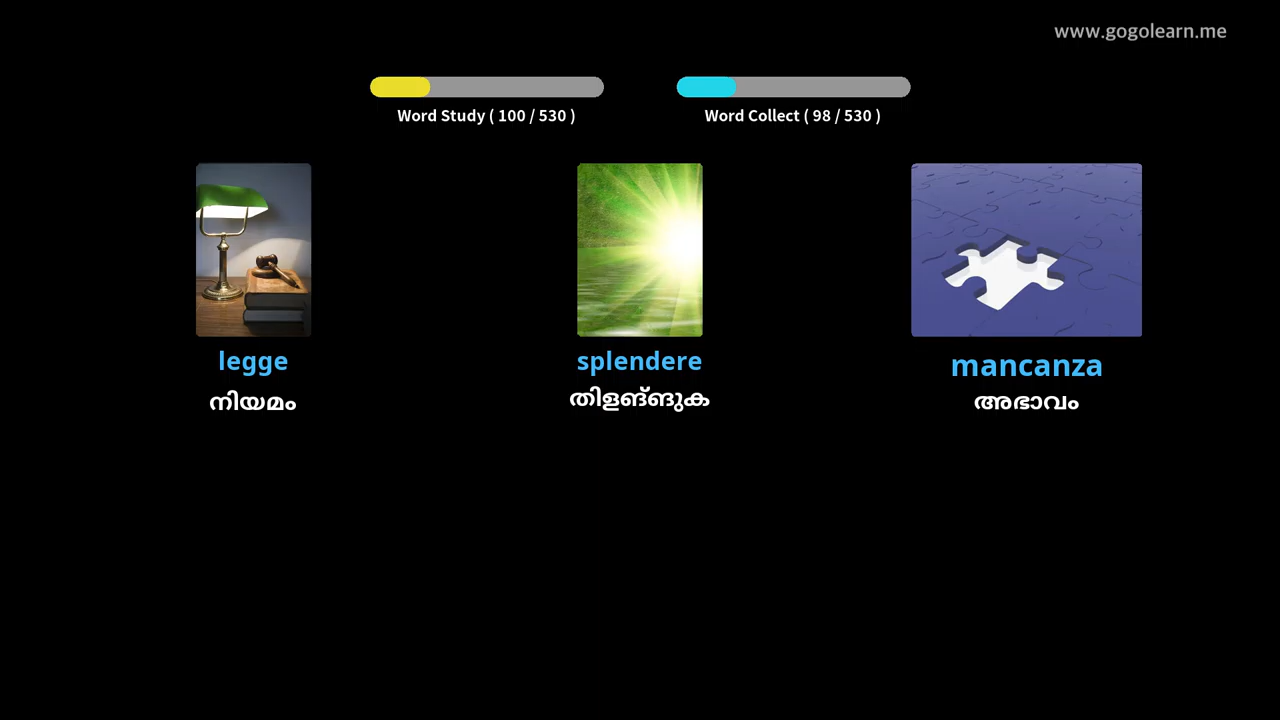 www.gogolearn.me
Word Study ( 100 / 530 )
Word Collect ( 98 / 530 )
legge
splendere
mancanza
നിയമം
തിളങ്ങുക
അഭാവം